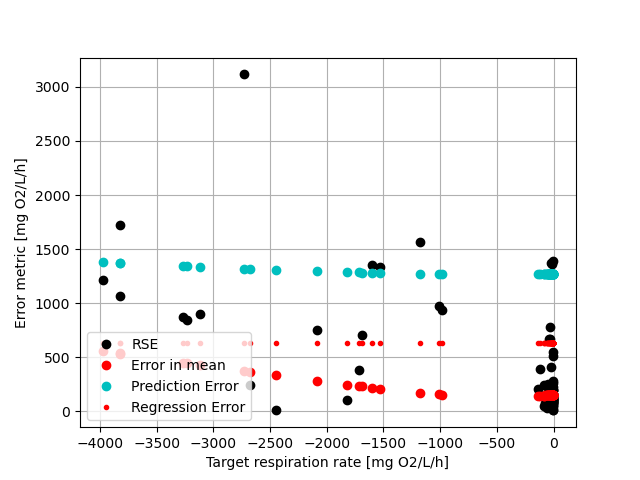 3000
2500
2000
1500
1000
500
0
Error metric [mg O2/L/h]
RSE
Error in mean
Prediction Error
Regression Error
−4000 −3500 −3000 −2500 −2000 −1500 −1000 −500 0
Target respiration rate [mg O2/L/h]